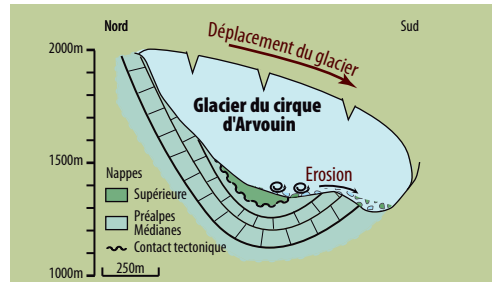 Nord
Sud
2000m
Déplacement du glacier
Glacier du cirque
d'Arvouin
1500m
Erosion
Nappes
Supérieure
Préalpes
Médianes
Contact tectonique
1000m
250m